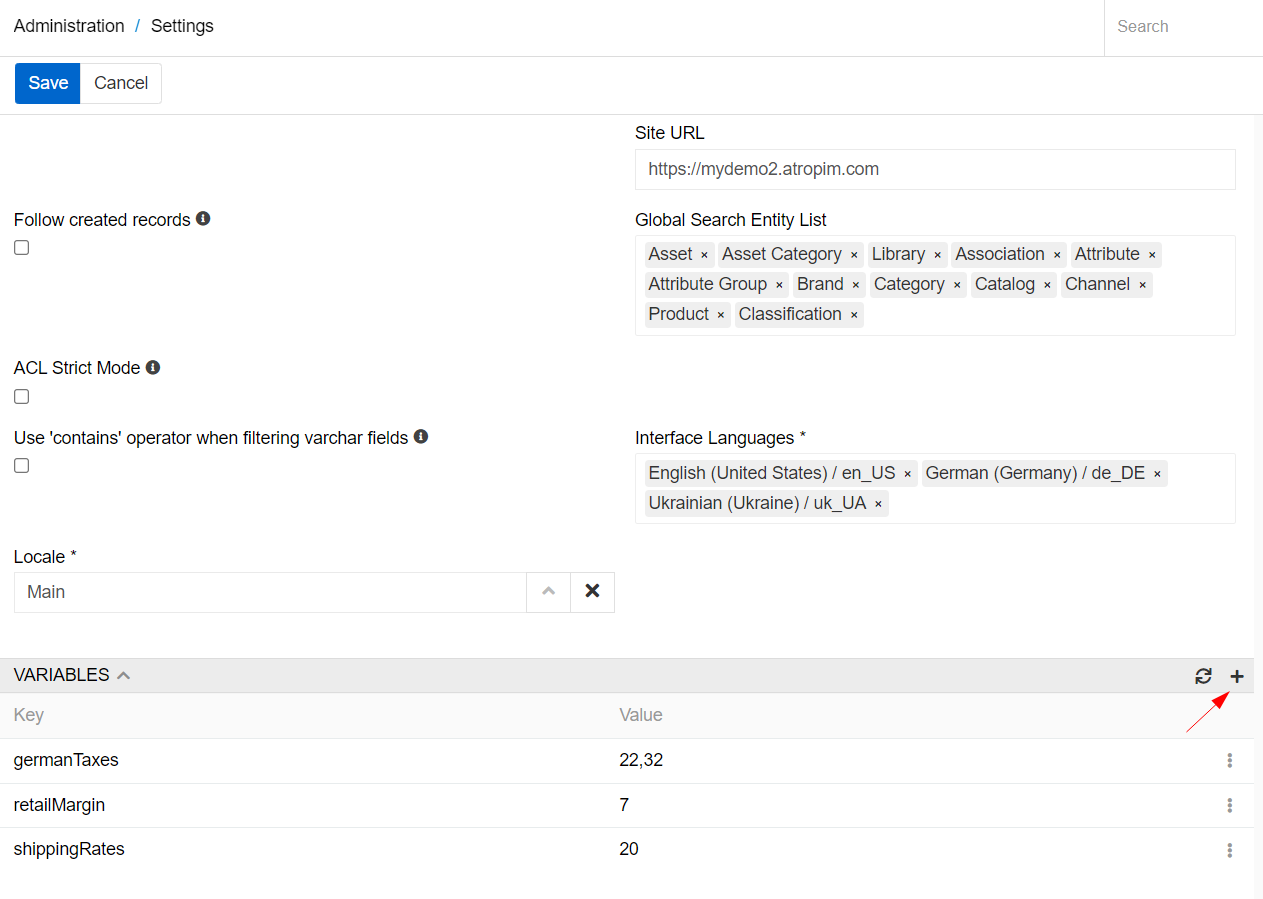 Administration / Settings
Search
Save Cancel
Site URL
https://mydemo2.atropim.com
Follow created records
Global Search Entity List
Asset × Asset Category × Library × Association × Attribute ×
Attribute Group × Brand × Category × Catalog × Channel ×
Product × Classification ×
ACL Strict Mode
Use 'contains' operator when filtering varchar fields
Interface Languages *
English (United States) / en_US × German (Germany) / de_DE ×
Ukrainian (Ukraine) / uk_UA ×
Locale *
Main
VARIABLES
Key Value
germanTaxes 22,32
retailMargin 7
shippingRates 20